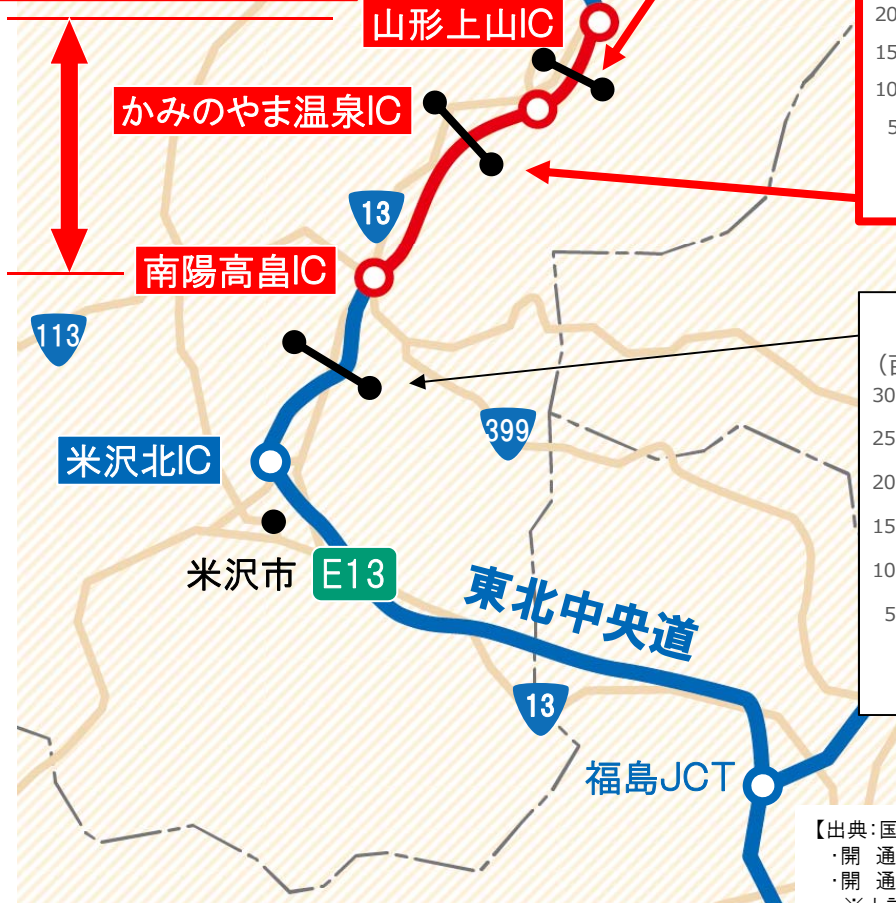 山形上山IC
かみのやま温泉IC
13
南陽高畠IC
113
米沢北IC
399
米沢市
E13
東北中央道
13
福島JCT
20
15
10
5
(百
30
25
20
15
10
5
【出典:国
・開 通
・開 通